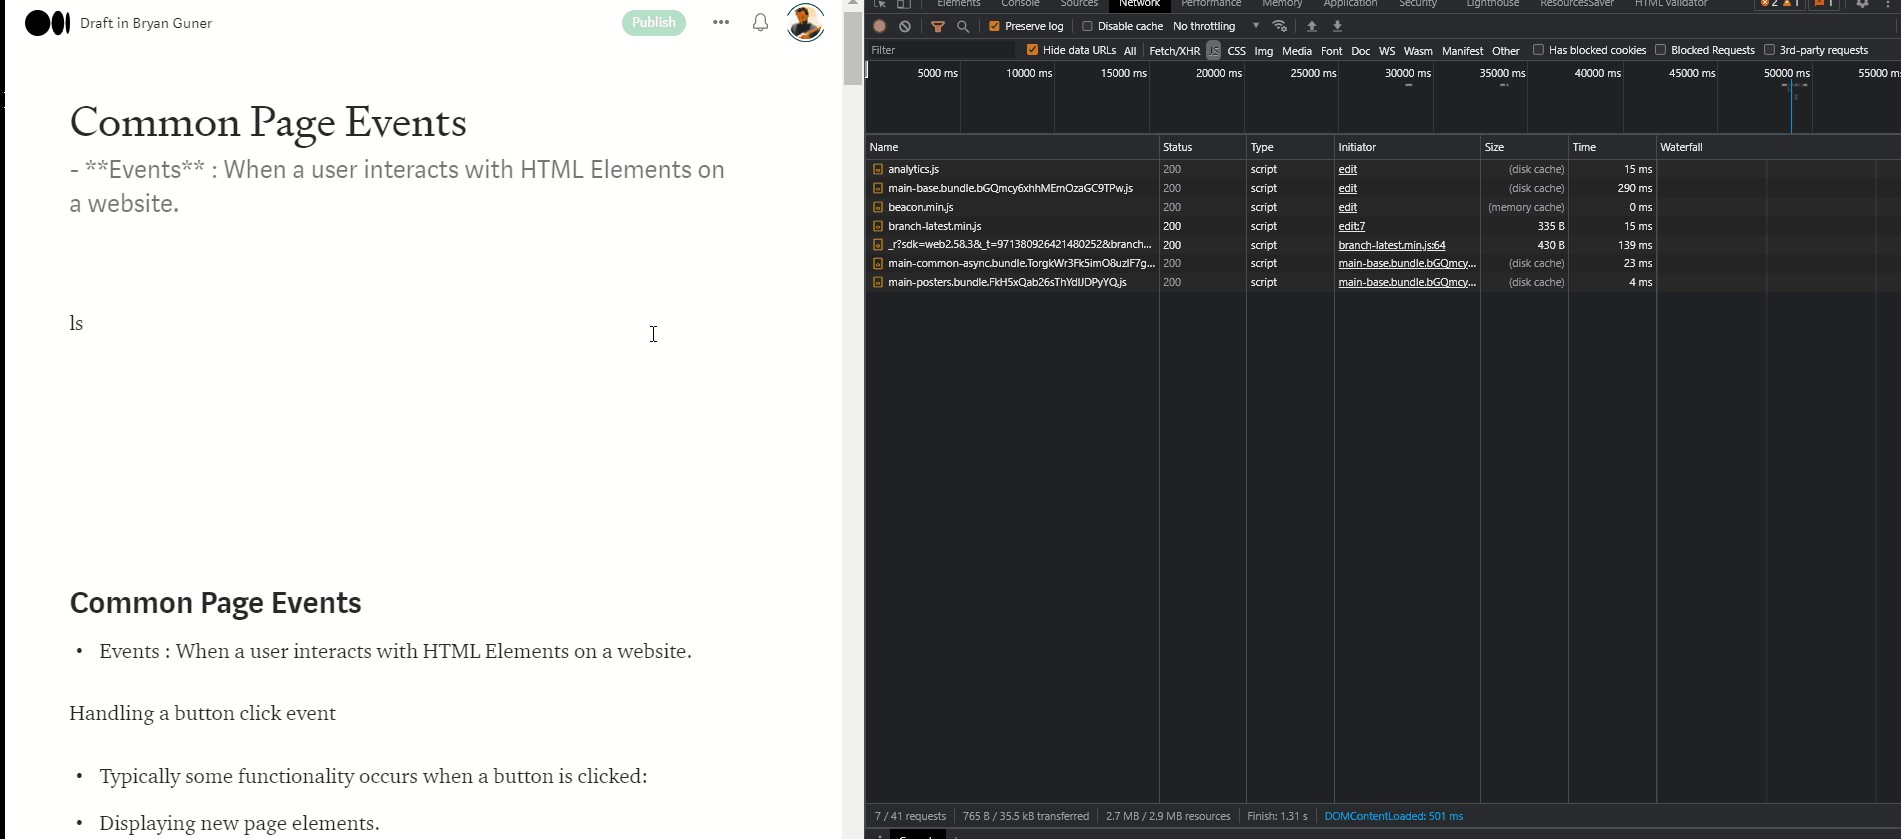 Draft in Bryan Guner
Publish
Common Page Events
- **Events** : When a user interacts with HTML Elements on
a website.
ls
Common Page Events
• Events : When a user interacts with HTML Elements on a website.
Handling a button click event
• Typically some functionality occurs when a button is clicked:
• Displaying new page elements.
Elements Console Sources Network Performance Memory Application Security Lighthouse ResourcesSaver HTML Validator 2 1 1
Preserve log Disable cache No throttling
Filter Hide data URLs All Fetch/XHR JS CSS Img Media Font Doc WS Wasm Manifest Other Has blocked cookies Blocked Requests 3rd-party requests
5000 ms 10000 ms 15000 ms 20000 ms 25000 ms 30000 ms 35000 ms 40000 ms 45000 ms 50000 ms 55000 m
Name Status Type Initiator Size Time Waterfall
analytics.js 200 script edit (disk cache) 15 ms
main-base.bundle.bGQmcy6xhhMEmOzaGC9TPw.js 200 script edit (disk cache) 290 ms
beacon.min.js 200 script edit (memory cache) 0 ms
branch-latest.min.js 200 script edit:7 335 B 15 ms
_r?sdk=web2.58.3&_t=971380926421480252&branch... 200 script branch-latest.min.js:64 430 B 139 ms
main-common-async.bundle.TorgkWr3Fk5imO8uzIF7g... 200 script main-base.bundle.bGQmcy... (disk cache) 23 ms
main-posters.bundle.FkH5xQab26sThYdIJDPyYQ.js 200 script main-base.bundle.bGQmcy... (disk cache) 4 ms
7 / 41 requests 765 B / 35.5 kB transferred 2.7 MB / 2.9 MB resources Finish: 1.31 s DOMContentLoaded: 501 ms